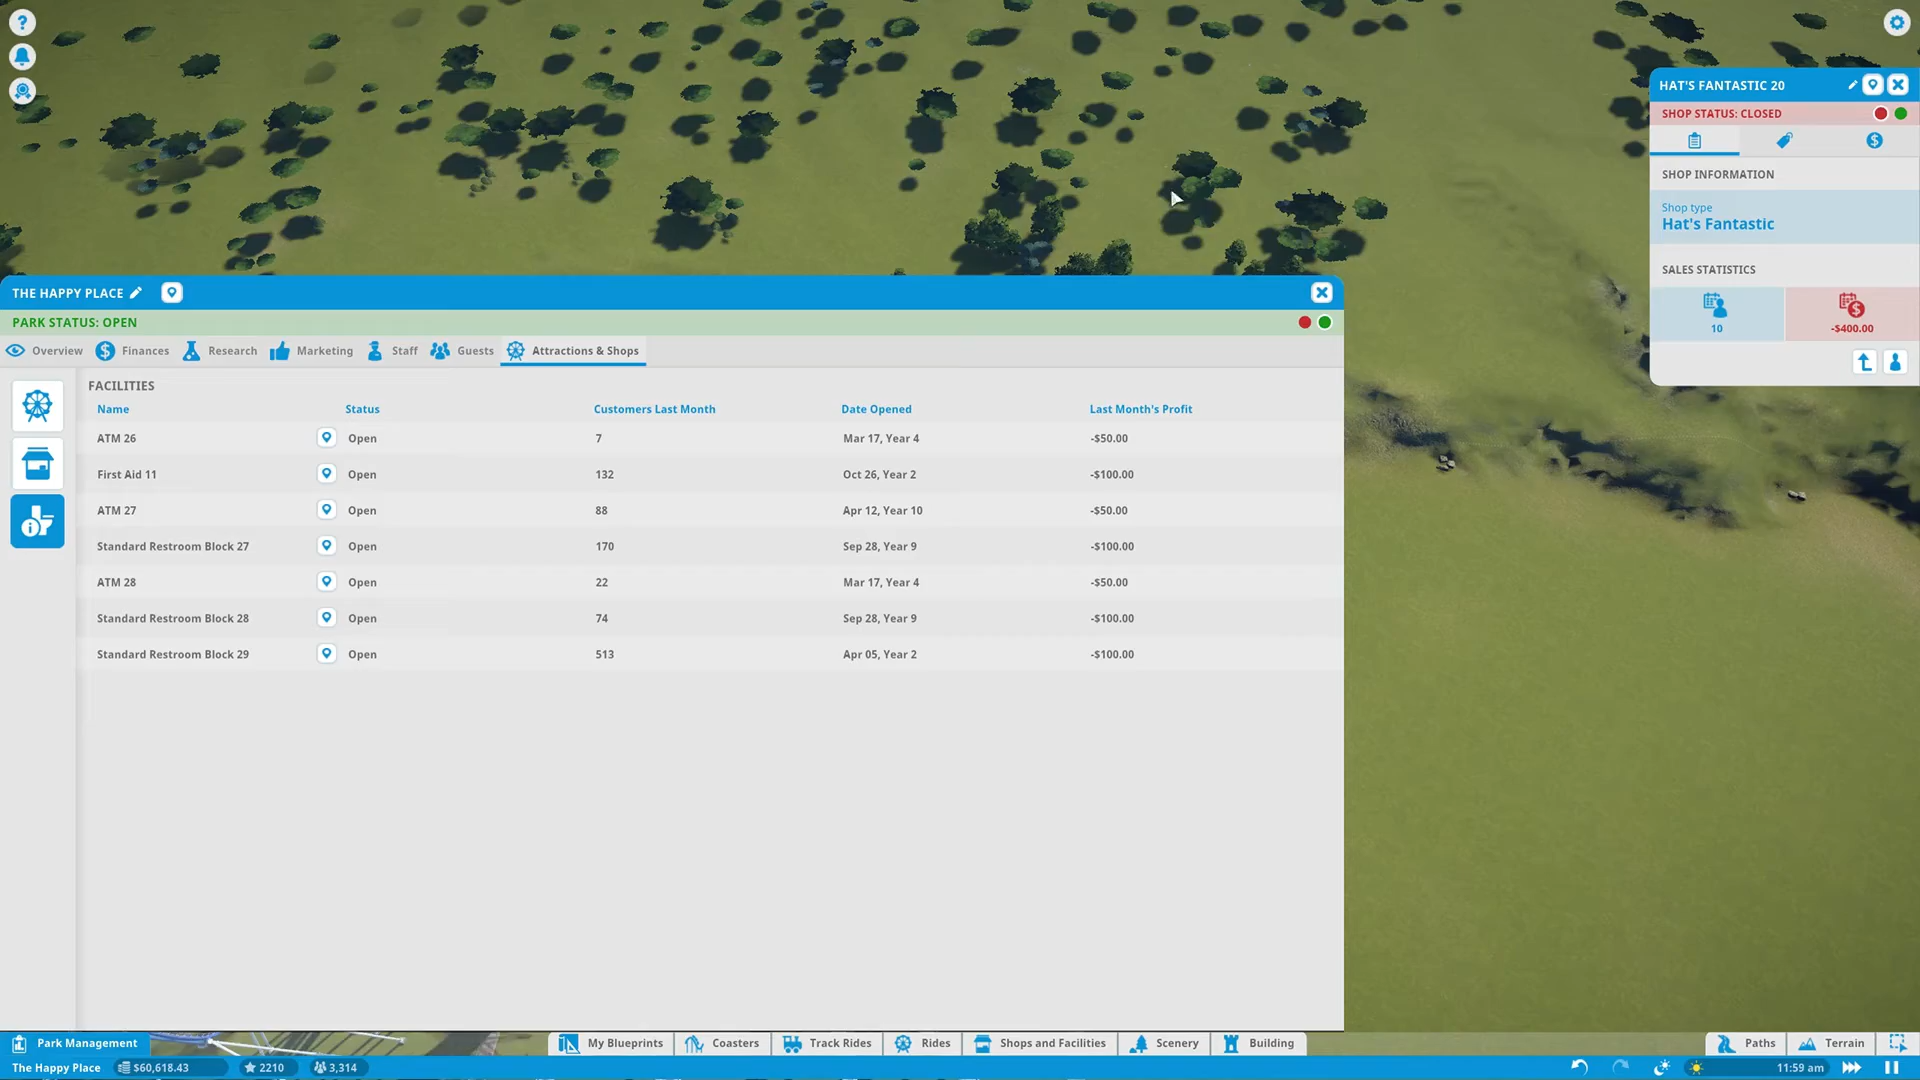 HAT'S FANTASTIC 20
SHOP STATUS: CLOSED
SHOP INFORMATION
Shop type
Hat's Fantastic
SALES STATISTICS
10 -$400.00
THE HAPPY PLACE
PARK STATUS: OPEN
Overview Finances Research Marketing Staff Guests Attractions & Shops
FACILITIES
Name Status Customers Last Month Date Opened Last Month's Profit
ATM 26 Open 7 Mar 17, Year 4 -$50.00
First Aid 11 Open 132 Oct 26, Year 2 -$100.00
ATM 27 Open 88 Apr 12, Year 10 -$50.00
Standard Restroom Block 27 Open 170 Sep 28, Year 9 -$100.00
ATM 28 Open 22 Mar 17, Year 4 -$50.00
Standard Restroom Block 28 Open 74 Sep 28, Year 9 -$100.00
Standard Restroom Block 29 Open 513 Apr 05, Year 2 -$100.00
Park Management My Blueprints Coasters Track Rides Rides Shops and Facilities Scenery Building Paths Terrain
The Happy Place $60,618.43 2210 3,314 11:59 am